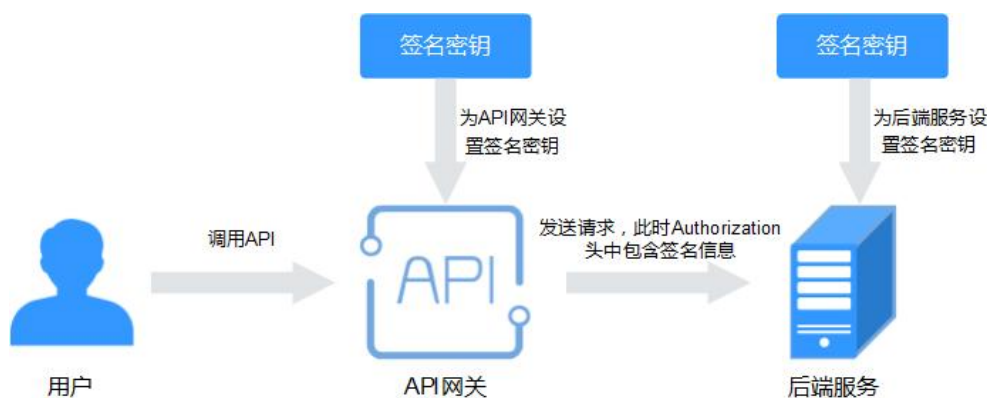 签名密钥
签名密钥
为API网关设
置签名密钥
为后端服务设
置签名密钥
调用API
发送请求，此时Authorization
头中包含签名信息
API
用户
API网关
后端服务